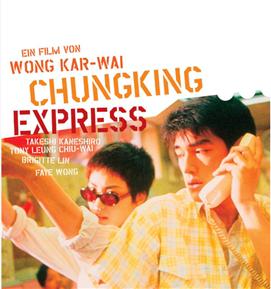 EIN FILM VON
WONG KAR-WAI
CHUNGKING
EXPRESS
TAKESHI KANESHIRO
TONY LEUNG CHIU-WAI
BRIGITTE LIN
FAYE WONG